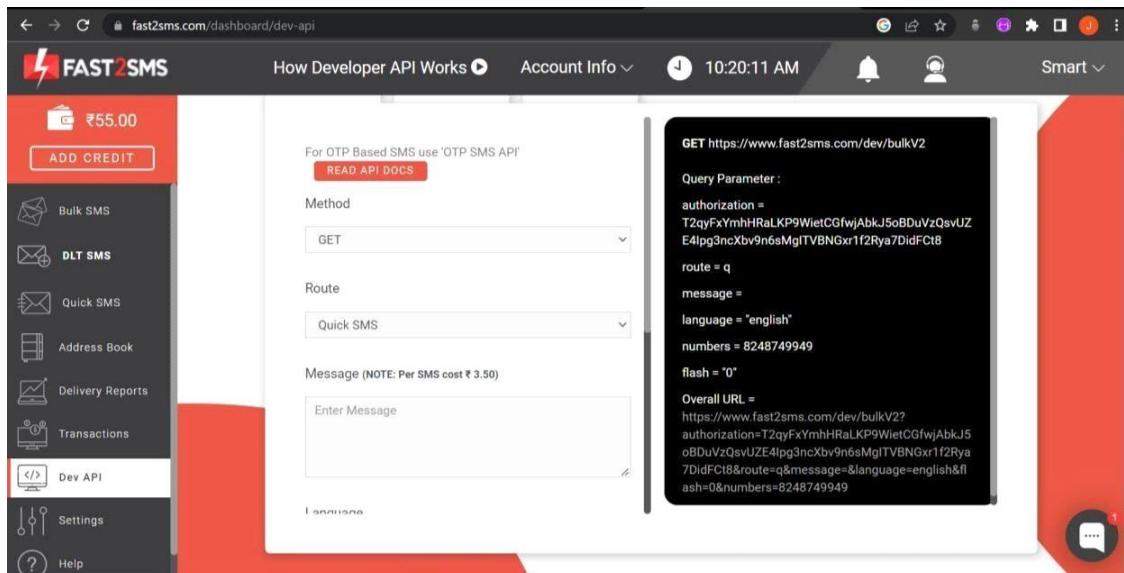 fast2sms.com/dashboard/dev-api
FAST2SMS
How Developer API Works
Account Info
10:20:11 AM
Smart
₹55.00
ADD CREDIT
Bulk SMS
DLT SMS
Quick SMS
Address Book
Delivery Reports
Transactions
Dev API
Settings
Help
For OTP Based SMS use 'OTP SMS API'
READ API DOCS
Method
GET
Route
Quick SMS
Message (NOTE: Per SMS cost ₹ 3.50)
Enter Message
Language
GET https://www.fast2sms.com/dev/bulkV2
Query Parameter :
authorization =
T2qyFxYmhHRaLKP9WietCGfwjAbkJ5oBDuVzQsvUZ
E4Ipg3ncXbv9n6sMgITVBNGxr1f2Rya7DidFCt8
route = q
message =
language = "english"
numbers = 8248749949
flash = "0"
Overall URL =
https://www.fast2sms.com/dev/bulkV2?
authorization=T2qyFxYmhHRaLKP9WietCGfwjAbkJ5
oBDuVzQsvUZE4Ipg3ncXbv9n6sMgITVBNGxr1f2Rya
7DidFCt8&route=q&message=&language=english&fl
ash=0&numbers=8248749949
J
1